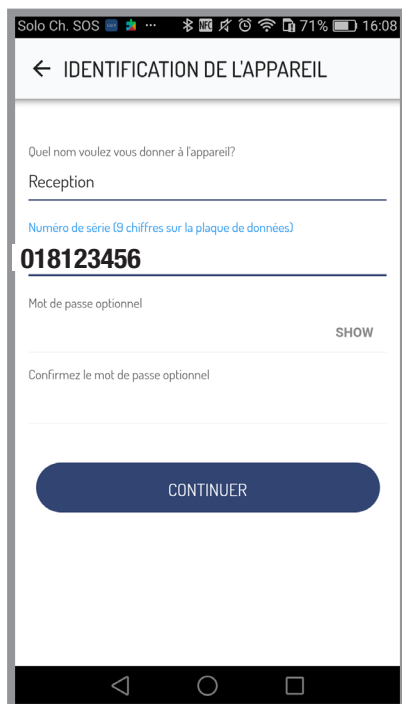 Solo Ch. SOS ... NFC 71% 16:08
← IDENTIFICATION DE L'APPAREIL
Quel nom voulez vous donner à l'appareil?
Reception
Numéro de série (9 chiffres sur la plaque de données)
018123456
Mot de passe optionnel
SHOW
Confirmez le mot de passe optionnel
CONTINUER